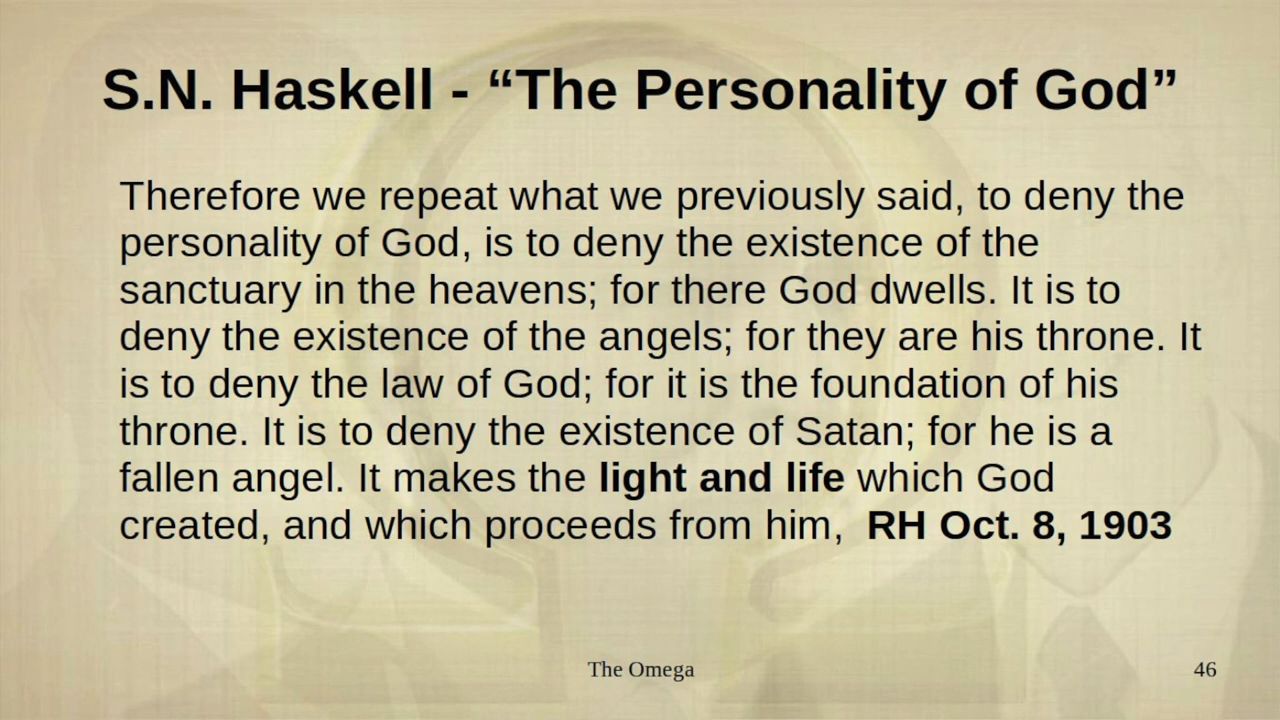 S.N. Haskell - “The Personality of God”
Therefore we repeat what we previously said, to deny the
personality of God, is to deny the existence of the
sanctuary in the heavens; for there God dwells. It is to
deny the existence of the angels; for they are his throne. It
is to deny the law of God; for it is the foundation of his
throne. It is to deny the existence of Satan; for he is a
fallen angel. It makes the light and life which God
created, and which proceeds from him,  RH Oct. 8, 1903
The Omega
46